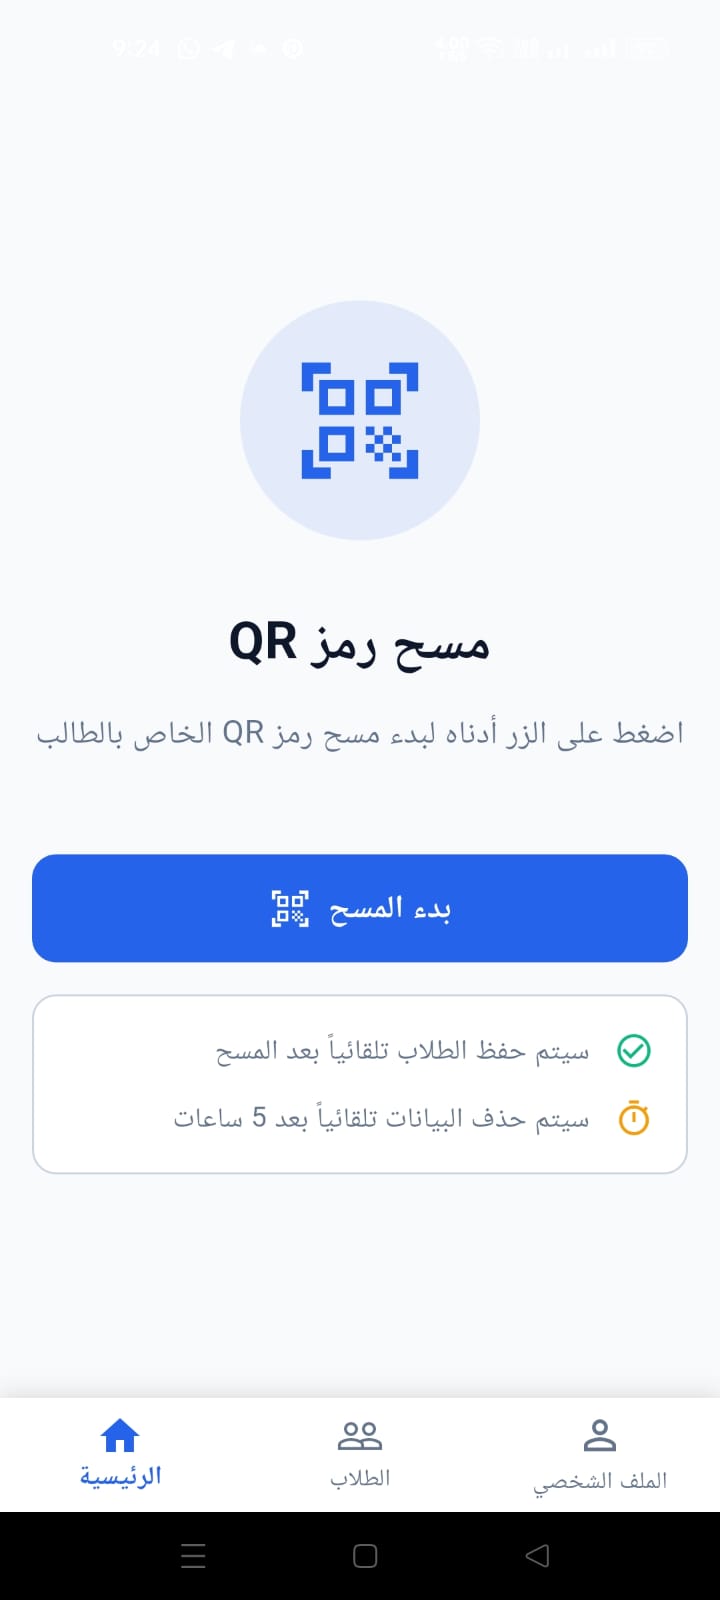 9:24
مسح رمز QR
اضغط على الزر أدناه لبدء مسح رمز QR الخاص بالطالب
بدء المسح
سيتم حفظ الطلاب تلقائياً بعد المسح
سيتم حذف البيانات تلقائياً بعد 5 ساعات
الملف الشخصي
الطلاب
الرئيسية